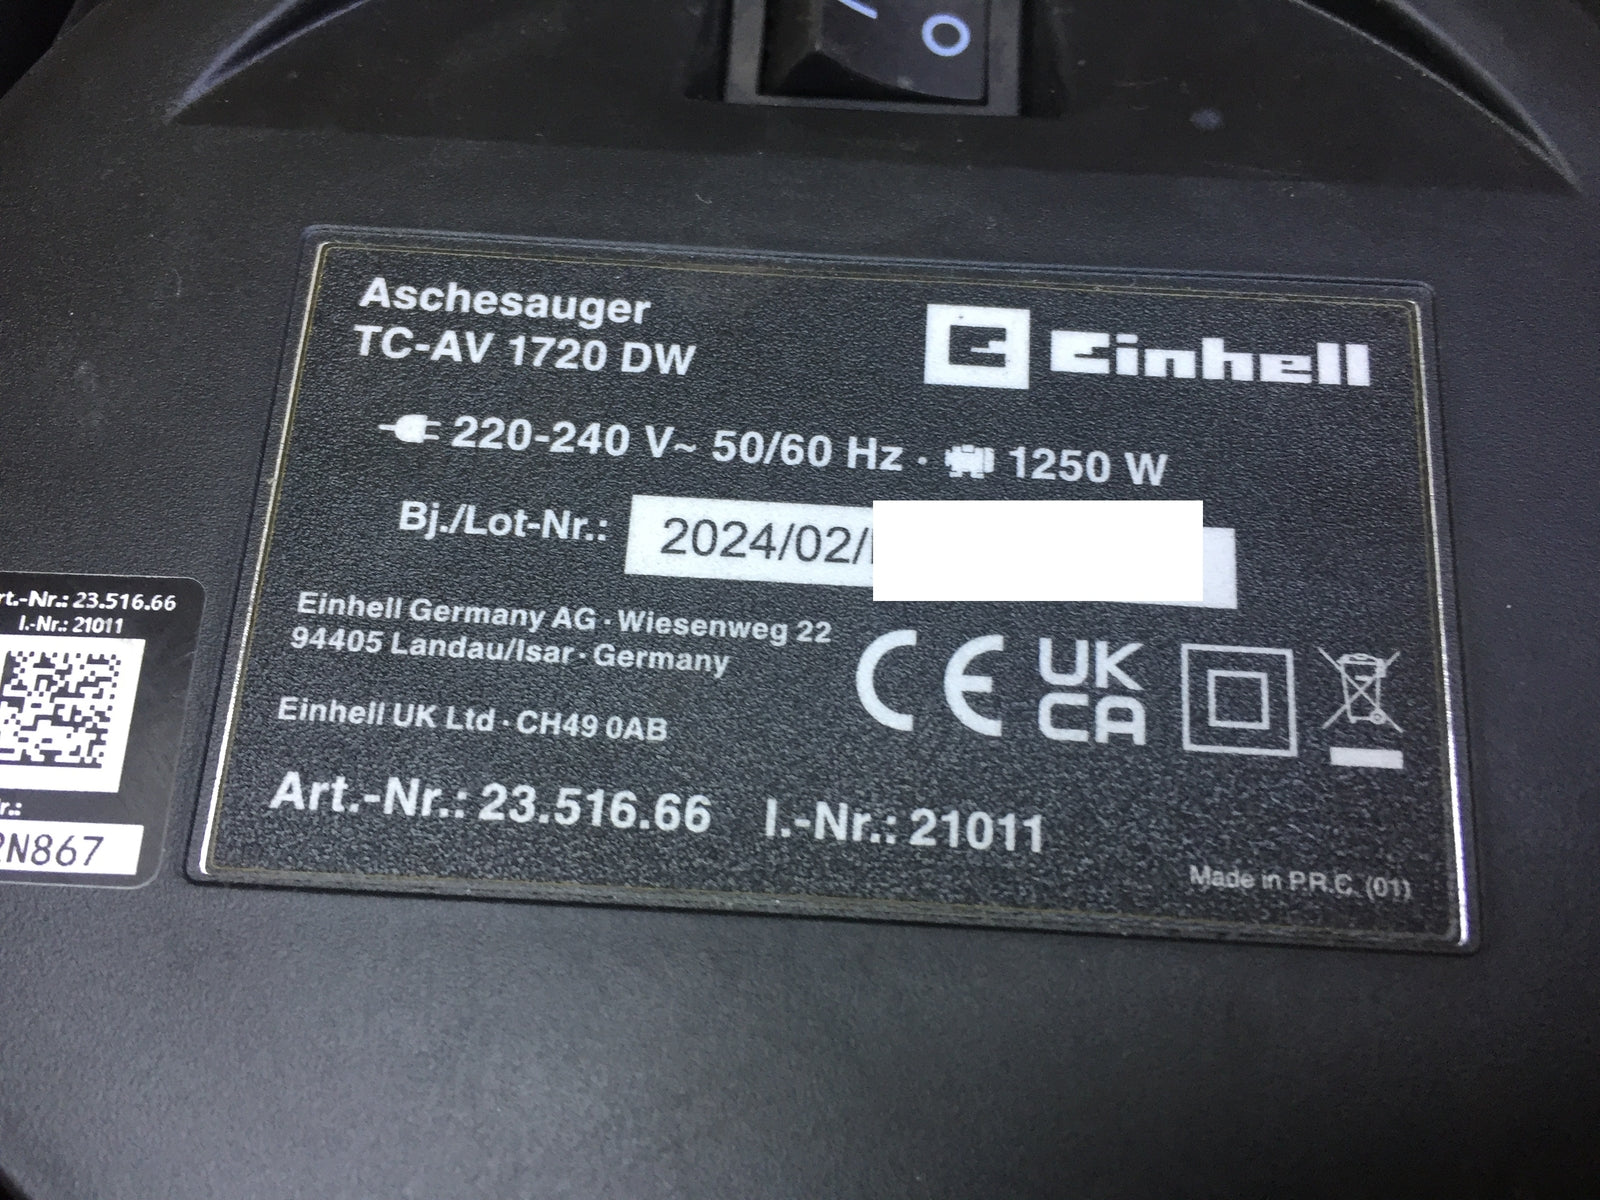 Aschesauger
TC-AV 1720 DW
Einhell
220-240 V~ 50/60 Hz · 1250 W
Bj./Lot-Nr.: 2024/02/
Einhell Germany AG · Wiesenweg 22
94405 Landau/Isar · Germany
Einhell UK Ltd · CH49 0AB
CE UK CA
Art.-Nr.: 23.516.66 I.-Nr.: 21011
Made in P.R.C. (01)
rt.-Nr.: 23.516.66
I.-Nr.: 21011
r.:
N867